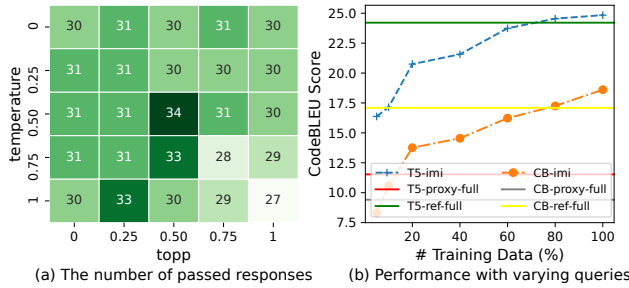 0 30 31 30 31 30
0.25 31 31 30 30 30
0.50 31 31 34 31 30
0.75 31 31 33 28 29
1 30 33 30 29 27
temperature
0 0.25 0.50 0.75 1
topp
(a) The number of passed responses
25.0
22.5
20.0
17.5
15.0
12.5
10.0
7.5
CodeBLEU Score
T5-imi CB-imi
T5-proxy-full CB-proxy-full
T5-ref-full CB-ref-full
20 40 60 80 100
# Training Data (%)
(b) Performance with varying queries